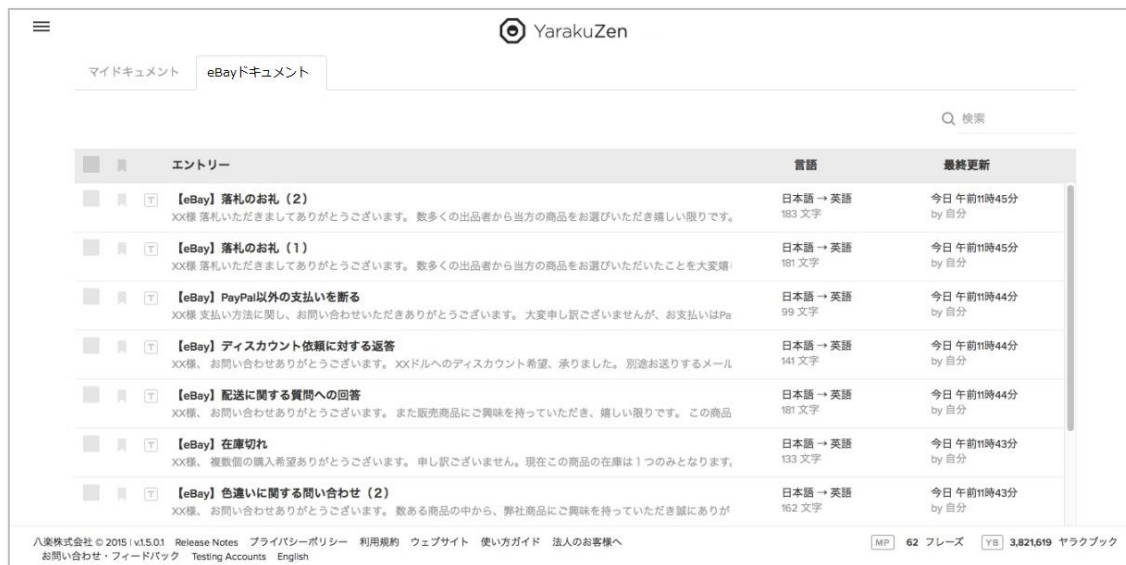 YarakuZen
マイドキュメント
eBayドキュメント
検索
エントリー 言語 最終更新
T 【eBay】落札のお礼（2） 日本語 → 英語 今日 午前11時45分
XX様 落札いただきましてありがとうございます。 数多くの出品者から当方の商品をお選びいただき嬉しい限りです。 183 文字 by 自分
T 【eBay】落札のお礼（1） 日本語 → 英語 今日 午前11時45分
XX様 落札いただきましてありがとうございます。 数多くの出品者から当方の商品をお選びいただいたことを大変嬉 181 文字 by 自分
T 【eBay】PayPal以外の支払いを断る 日本語 → 英語 今日 午前11時44分
XX様 支払い方法に関し、お問い合わせいただきありがとうございます。 大変申し訳ございませんが、お支払いはPa 99 文字 by 自分
T 【eBay】ディスカウント依頼に対する返答 日本語 → 英語 今日 午前11時44分
XX様、 お問い合わせありがとうございます。 XXドルへのディスカウント希望、承りました。 別途お送りするメール 141 文字 by 自分
T 【eBay】配送に関する質問への回答 日本語 → 英語 今日 午前11時44分
XX様、 お問い合わせありがとうございます。 また販売商品にご興味を持っていただき、嬉しい限りです。 この商品 181 文字 by 自分
T 【eBay】在庫切れ 日本語 → 英語 今日 午前11時43分
XX様、 複数個の購入希望ありがとうございます。 申し訳ございません。現在この商品の在庫は１つのみとなります。 133 文字 by 自分
T 【eBay】色違いに関する問い合わせ（2） 日本語 → 英語 今日 午前11時43分
XX様、 お問い合わせありがとうございます。 数ある商品の中から、弊社商品にご興味を持っていただき誠にありが 162 文字 by 自分
八楽株式会社 © 2015 | v.1.5.0.1 Release Notes プライバシーポリシー 利用規約 ウェブサイト 使い方ガイド 法人のお客様へ MP 62 フレーズ YB 3,821,619 ヤラクブック
お問い合わせ・フィードバック Testing Accounts English